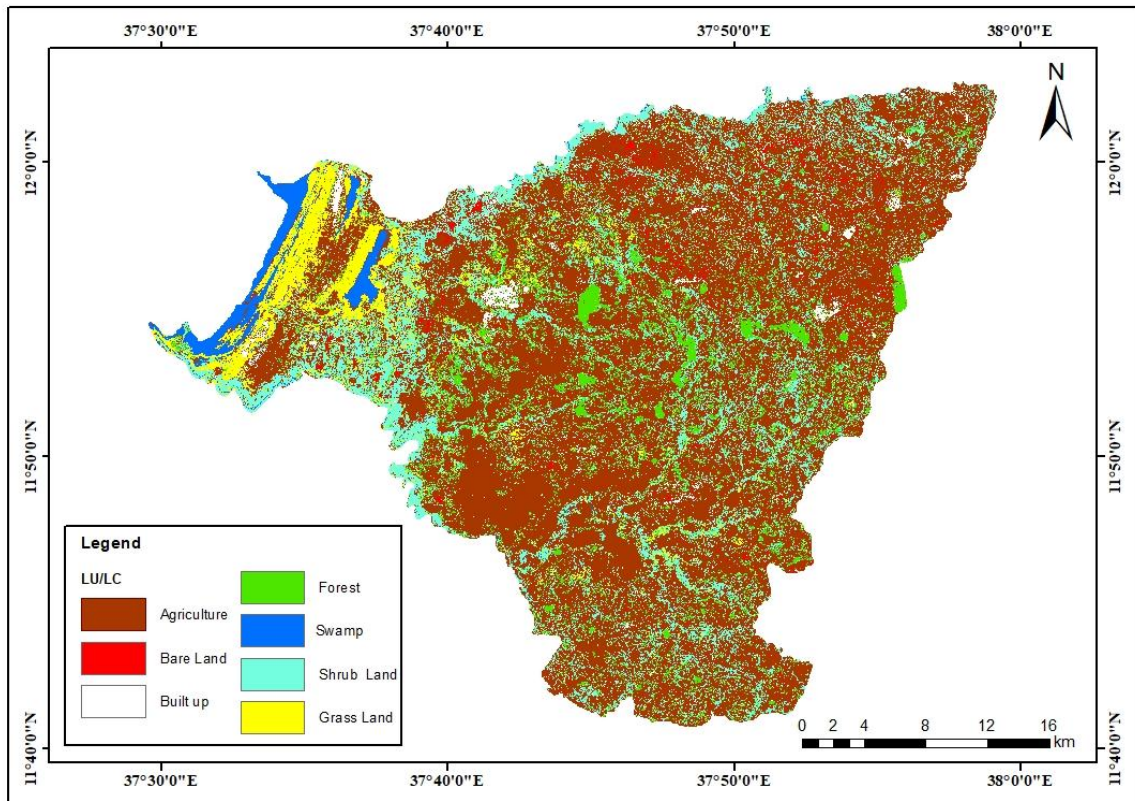 37°30'0"E 37°40'0"E 37°50'0"E 38°0'0"E
N
12°0'0"N 12°0'0"N
11°50'0"N 11°50'0"N
11°40'0"N 11°40'0"N
Legend
LU/LC
Agriculture
Bare Land
Built up
Forest
Swamp
Shrub Land
Grass Land
0 2 4 8 12 16
km
37°30'0"E 37°40'0"E 37°50'0"E 38°0'0"E